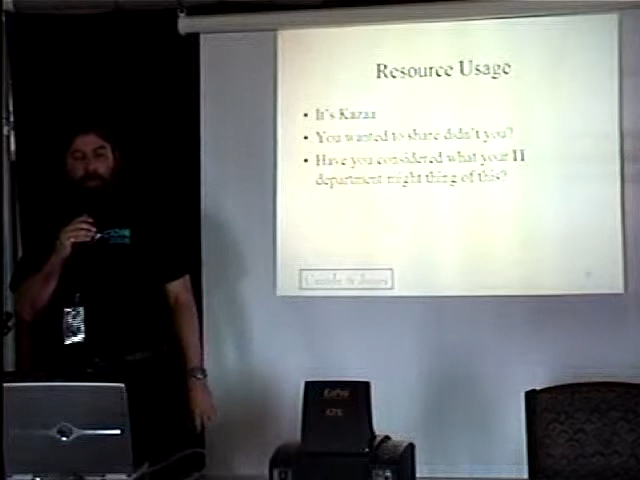 Resource Usage
• It's Kazaa
• You wanted to share didn't you?
• Have you considered what your IT
department might thing of this?